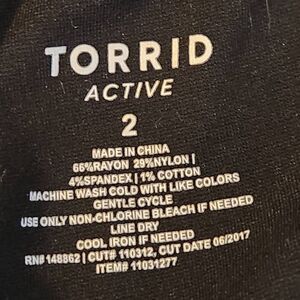 TORRID
ACTIVE
2
MADE IN CHINA
66%RAYON 29%NYLON |
4%SPANDEX | 1% COTTON
MACHINE WASH COLD WITH LIKE COLORS
GENTLE CYCLE
USE ONLY NON-CHLORINE BLEACH IF NEEDED
LINE DRY
COOL IRON IF NEEDED
RN# 148862 | CUT# 110312, CUT DATE 06/2017
ITEM# 11031277